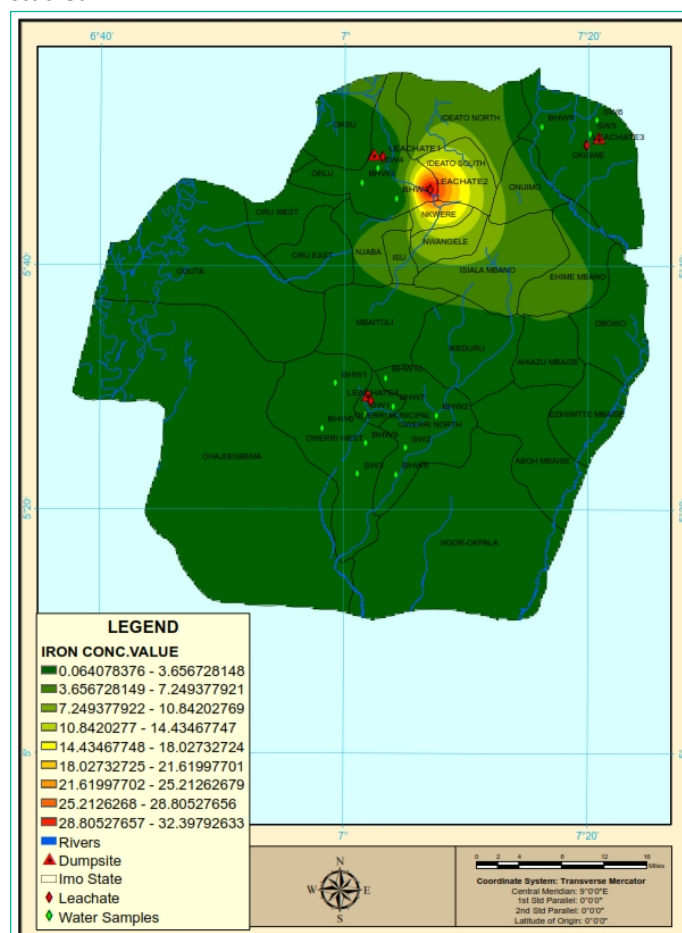 6°40'
7°
7°20'
ORSU
IDEATO NORTH
BHW5
SW6
SW5
LEACHATE3
OKIGWE
LEACHATE1
SW4
IDEATO SOUTH
ORLU
BHW3
LEACHATE2
ONUIMO
BHW4
ORU WEST
NKWERE
NWANGELE
ORU EAST
NJABA
ISU
ISIALA MBANO
5°40'
OGUTA
EHIME MBANO
MBAITOLI
OBOWO
IKEDURU
AHIAZU MBAISE
BHW1
BHW10
LEACHATE4
SW1
BHW7
BHW2
OWERRI MUNICIPAL
EZIHINITTE MBAISE
BHW6
OWERRI NORTH
OWERRI WEST
BHW9
SW2
OHAJI/EGBEMA
ABOH MBAISE
SW3
5°20'
5°20'
NGOR-OKPALA
LEGEND
IRON CONC.VALUE
0.064078376 - 3.656728148
3.656728149 - 7.249377921
7.249377922 - 10.84202769
10.8420277 - 14.43467747
14.43467748 - 18.02732724
18.02732725 - 21.61997701
21.61997702 - 25.21262679
25.2126268 - 28.80527656
28.80527657 - 32.39792633
Rivers
Dumpsite
Imo State
Leachate
Water Samples
5°
7°
7°20'
N
W E
S
0 2 4 8 12 16
Miles
Coordinate System: Transverse Mercator
Central Meridian: 9°0'0"E
1st Std Parallel: 0°0'0"
2nd Std Parallel: 0°0'0"
Latitude of Origin: 0°0'0"